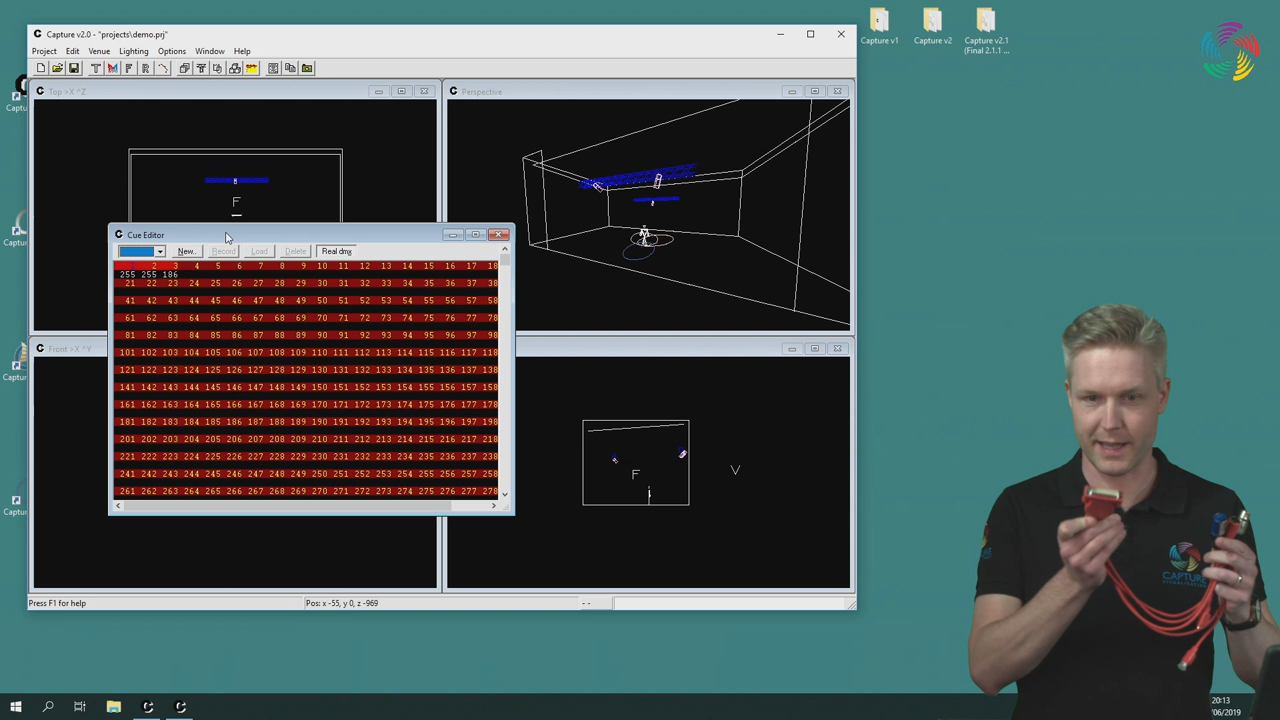 Capture v2.0 - "projects\demo.prj"
Project Edit Venue Lighting Options Window Help
T F R
Top >X ^Z
Perspective
F
Cue Editor
New.. Record Load Delete Real dmx
1 2 3 4 5 6 7 8 9 10 11 12 13 14 15 16 17 18
255 255 186
21 22 23 24 25 26 27 28 29 30 31 32 33 34 35 36 37 38
41 42 43 44 45 46 47 48 49 50 51 52 53 54 55 56 57 58
61 62 63 64 65 66 67 68 69 70 71 72 73 74 75 76 77 78
81 82 83 84 85 86 87 88 89 90 91 92 93 94 95 96 97 98
101 102 103 104 105 106 107 108 109 110 111 112 113 114 115 116 117 118
121 122 123 124 125 126 127 128 129 130 131 132 133 134 135 136 137 138
141 142 143 144 145 146 147 148 149 150 151 152 153 154 155 156 157 158
161 162 163 164 165 166 167 168 169 170 171 172 173 174 175 176 177 178
181 182 183 184 185 186 187 188 189 190 191 192 193 194 195 196 197 198
201 202 203 204 205 206 207 208 209 210 211 212 213 214 215 216 217 218
221 222 223 224 225 226 227 228 229 230 231 232 233 234 235 236 237 238
241 242 243 244 245 246 247 248 249 250 251 252 253 254 255 256 257 258
261 262 263 264 265 266 267 268 269 270 271 272 273 274 275 276 277 278
Front >X ^Y
F
V
Press F1 for help
Pos: x -55, y 0, z -969
- -
Capture v1
Capture v2
Capture v2.1
(Final 2.1.1 ...
Captu
CAPTURE
20:13
/06/2019